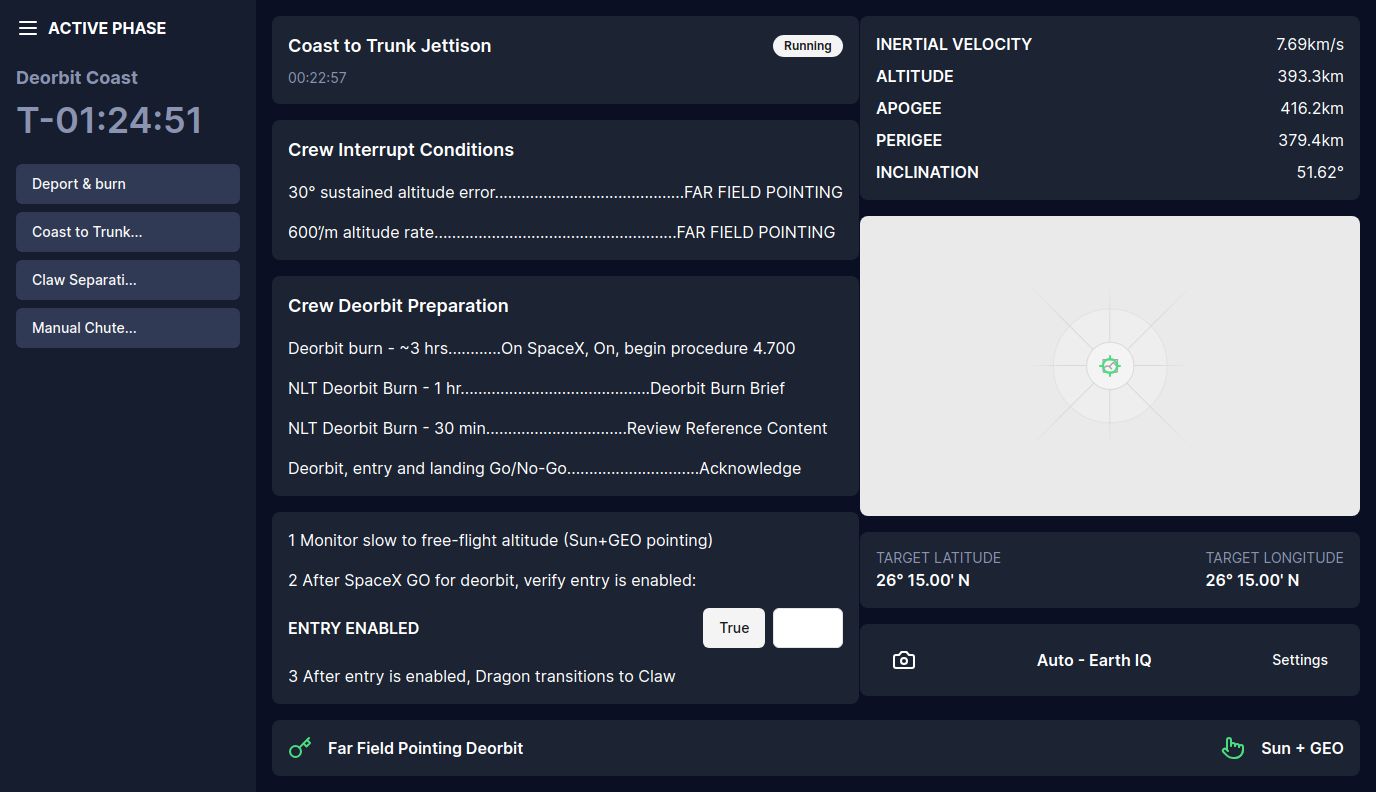 ACTIVE PHASE
Deorbit Coast
T-01:24:51
Deport & burn
Coast to Trunk...
Claw Separati...
Manual Chute...
Coast to Trunk Jettison
Running
00:22:57
Crew Interrupt Conditions
30° sustained altitude error...........................................FAR FIELD POINTING
600'/m altitude rate.......................................................FAR FIELD POINTING
Crew Deorbit Preparation
Deorbit burn - ~3 hrs............On SpaceX, On, begin procedure 4.700
NLT Deorbit Burn - 1 hr...........................................Deorbit Burn Brief
NLT Deorbit Burn - 30 min................................Review Reference Content
Deorbit, entry and landing Go/No-Go..............................Acknowledge
1 Monitor slow to free-flight altitude (Sun+GEO pointing)
2 After SpaceX GO for deorbit, verify entry is enabled:
ENTRY ENABLED
True
3 After entry is enabled, Dragon transitions to Claw
INERTIAL VELOCITY 7.69km/s
ALTITUDE 393.3km
APOGEE 416.2km
PERIGEE 379.4km
INCLINATION 51.62°
TARGET LATITUDE
26° 15.00' N
TARGET LONGITUDE
26° 15.00' N
Auto - Earth IQ
Settings
Far Field Pointing Deorbit
Sun + GEO